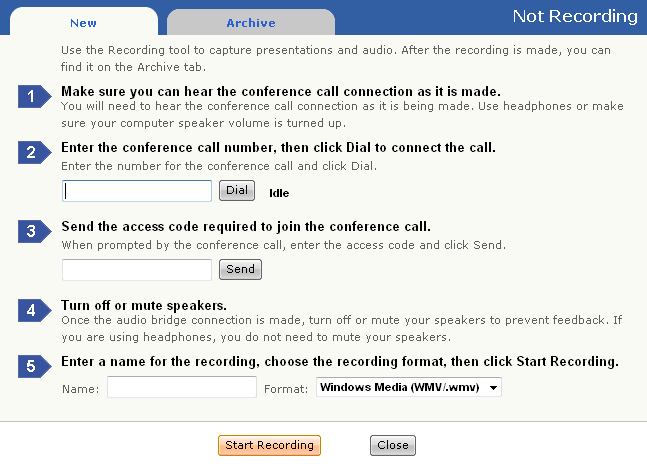 New
Archive
Not Recording
Use the Recording tool to capture presentations and audio. After the recording is made, you can
find it on the Archive tab.
1
Make sure you can hear the conference call connection as it is made.
You will need to hear the conference call connection as it is being made. Use headphones or make
sure your computer speaker volume is turned up.
2
Enter the conference call number, then click Dial to connect the call.
Enter the number for the conference call and click Dial.
Dial
Idle
3
Send the access code required to join the conference call.
When prompted by the conference call, enter the access code and click Send.
Send
4
Turn off or mute speakers.
Once the audio bridge connection is made, turn off or mute your speakers to prevent feedback. If
you are using headphones, you do not need to mute your speakers.
5
Enter a name for the recording, choose the recording format, then click Start Recording.
Name:
Format:
Windows Media (WMV/.wmv)
Start Recording
Close